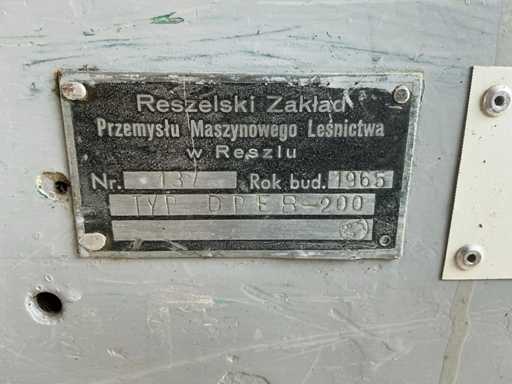 Reszelski Zakład
Przemysłu Maszynowego Leśnictwa
w Reszlu
Nr. 137 Rok bud. 1965
TYP DPEB-200